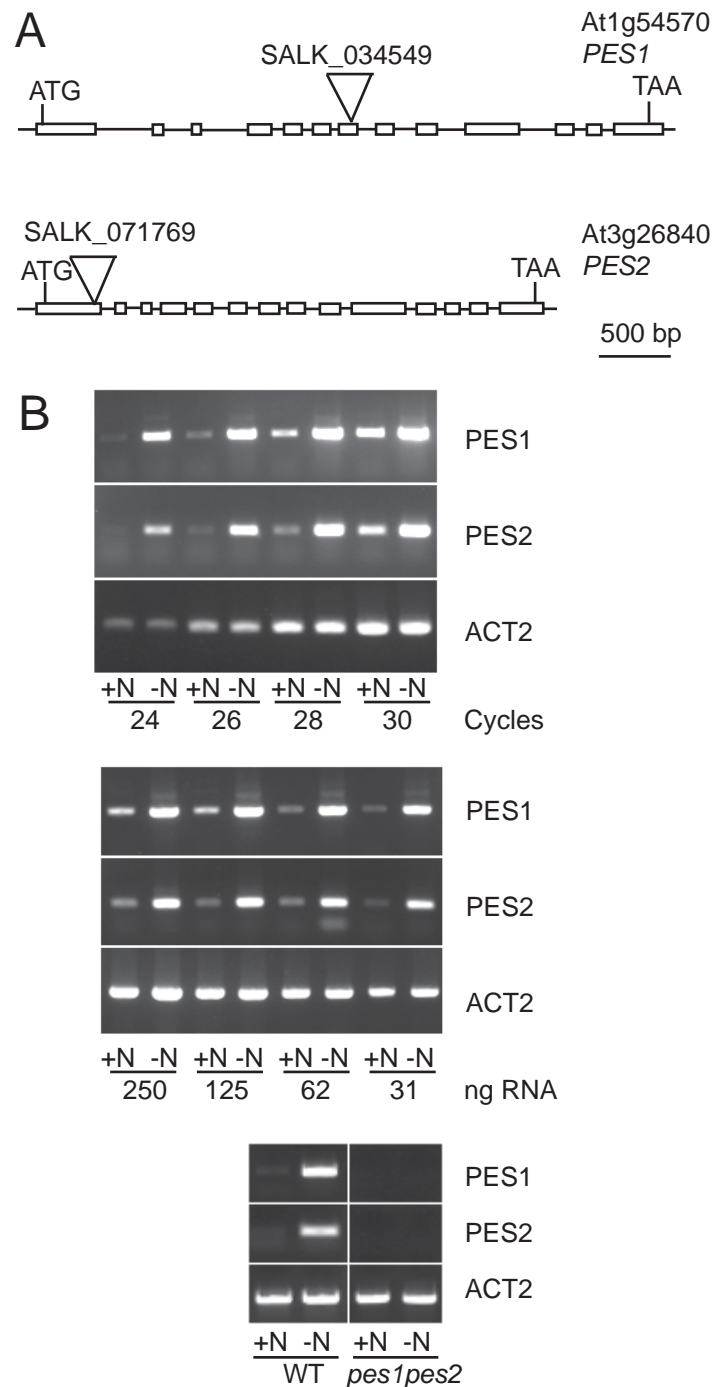 A
At1g54570
SALK_034549
PES1
ATG
TAA
SALK_071769
At3g26840
ATG
TAA
PES2
500 bp
B
PES1
PES2
ACT2
+N -N +N -N +N -N +N -N
24 26 28 30 Cycles
PES1
PES2
ACT2
+N -N +N -N +N -N +N -N
250 125 62 31 ng RNA
PES1
PES2
ACT2
+N -N +N -N
WT pes1pes2